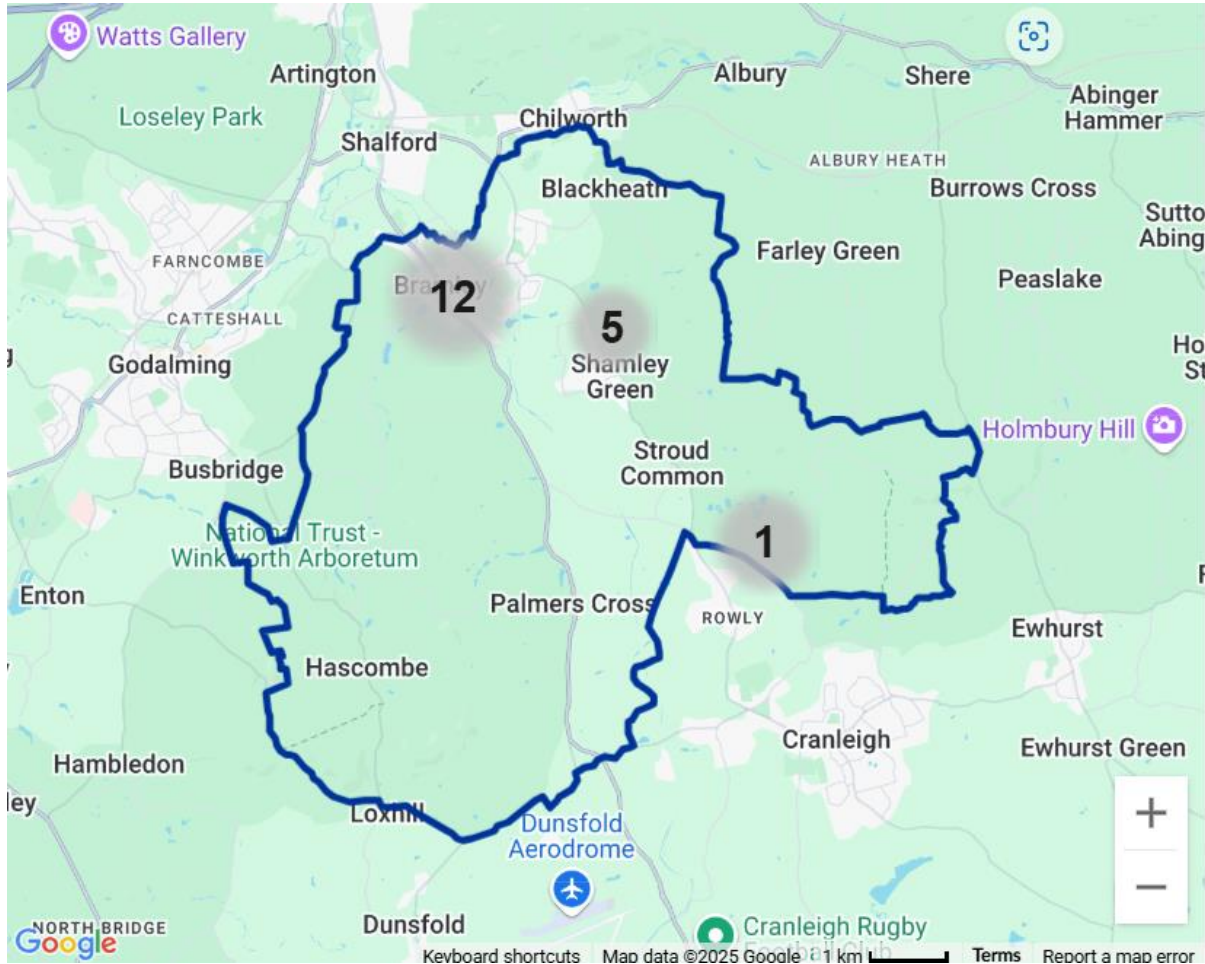 Watts Gallery
Artington
Albury
Shere
Abinger
Hammer
Loseley Park
Chilworth
Shalford
ALBURY HEATH
Blackheath
Burrows Cross
Sutto
Abing
Farley Green
FARNCOMBE
Peaslake
12
CATTESHALL
5
Godalming
Shamley
Green
Ho
St
Holmbury Hill
Busbridge
Stroud
Common
National Trust -
Winkworth Arboretum
1
Enton
Palmers Cross
ROWLY
Ewhurst
Hascombe
Cranleigh
Ewhurst Green
Hambledon
ley
Loxhill
+
Dunsfold
Aerodrome
−
Dunsfold
NORTH BRIDGE
Cranleigh Rugby
Football Club
Google
Keyboard shortcuts Map data ©2025 Google 1 km Terms Report a map error